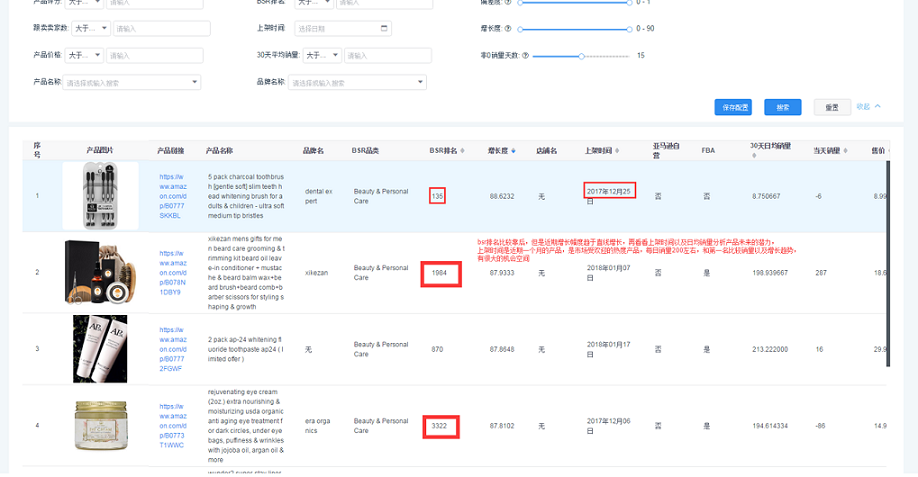 产品评分: 大于... 请输入 BSR排名: 大于... 请输入 偏差度: 0 - 1
跟卖卖家数: 大于... 请输入 上架时间: 选择日期 增长度: 0 - 90
产品价格: 大于... 请输入 30天平均销量: 大于... 请输入 率0销量天数: 15
产品名称: 请选择或输入搜索 品牌名称: 请选择或输入搜索
保存配置 搜索 重置 收起
序号 产品图片 产品链接 产品名称 品牌名 BSR品类 BSR排名 增长度 店铺名 上架时间 亚马逊自营 FBA 30天日均销量 当天销量 售价
1 https://www.amazon.com/dp/B0777SKKBL 5 pack charcoal toothbrush [gentle soft] slim teeth head whitening brush for adults & children - ultra soft medium tip bristles dental expert Beauty & Personal Care 135 88.6232 无 2017年12月25日 否 否 8.750667 -6 8.99
bsr排名比较靠后，但是近期增长幅度趋于直线增长，再看看上架时间以及日均销量分析产品未来的潜力。
上架时间是近期一个月的产品，是市场受欢迎的热度产品，每日销量200左右，和第一名比较销量以及增长趋势，
有很大的机会空间
2 https://www.amazon.com/dp/B078N1DBY9 xikezan mens gifts for men beard care grooming & trimming kit beard oil leave-in conditioner + mustache & beard balm wax+beard brush+beard comb+barber scissors for styling shaping & growth xikezan Beauty & Personal Care 1984 87.9333 无 2018年01月07日 否 是 198.939667 287 18.6
3 https://www.amazon.com/dp/B07772FGWF 2 pack ap-24 whitening fluoride toothpaste ap24 ( limited offer ) 无 Beauty & Personal Care 870 87.8648 无 2018年01月17日 否 是 213.222000 16 29.9
4 https://www.amazon.com/dp/B0773T1WWC rejuvenating eye cream (2oz.) extra nourishing & moisturizing usda organic anti aging eye treatment for dark circles, under eye bags, puffiness & wrinkles with jojoba oil, argan oil & more era organics Beauty & Personal Care 3322 87.8102 无 2017年12月06日 否 是 194.614334 -86 14.9